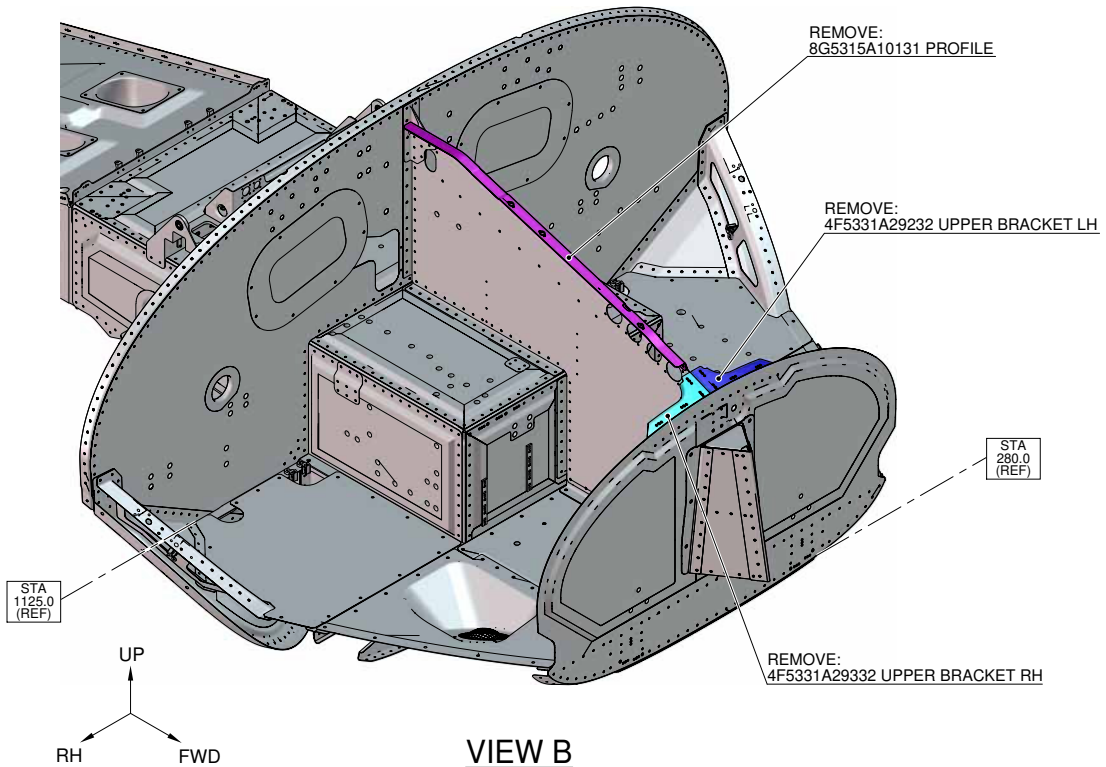 REMOVE:
8G5315A10131 PROFILE
REMOVE:
4F5331A29232 UPPER BRACKET LH
STA
280.0
(REF)
STA
1125.0
(REF)
REMOVE:
4F5331A29332 UPPER BRACKET RH
UP
RH
FWD
VIEW B